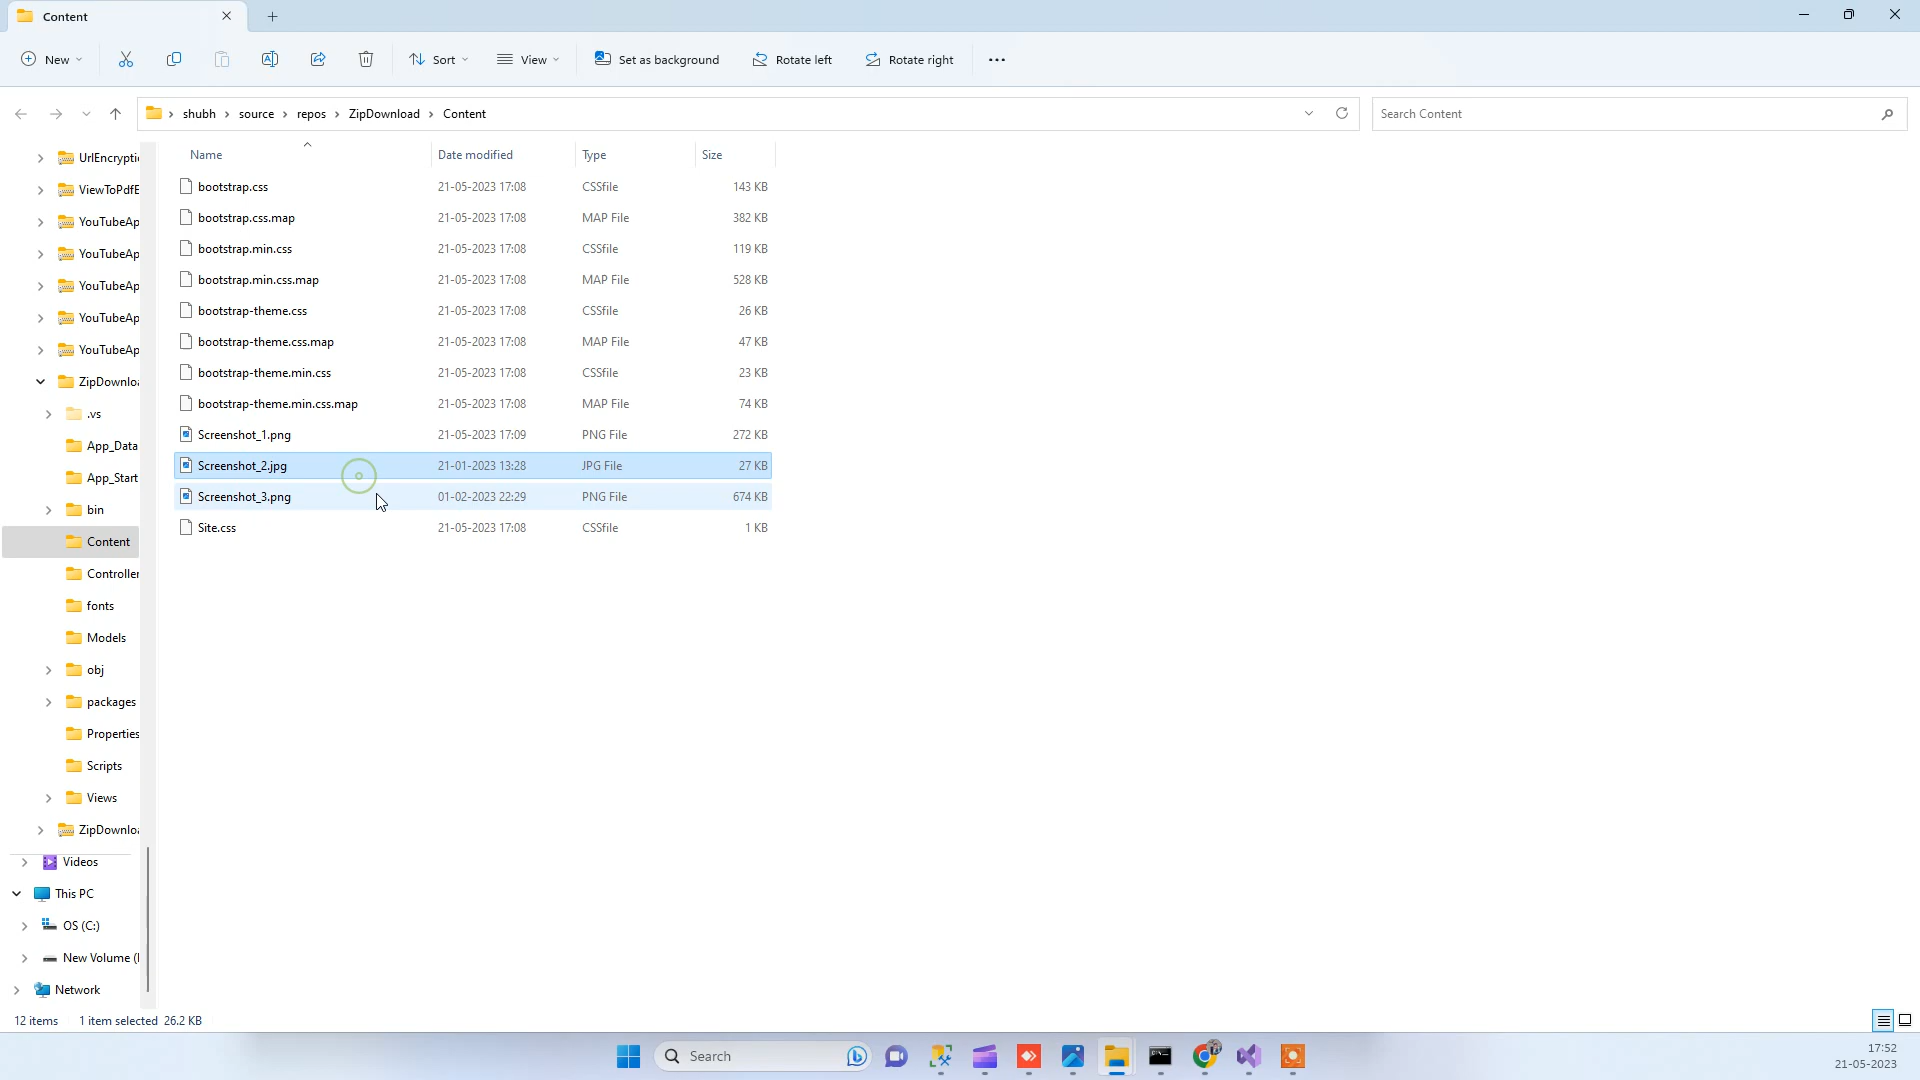 Content
New
Sort
View
Set as background
Rotate left
Rotate right
shubh > source > repos > ZipDownload > Content
Search Content
UrlEncryptic
ViewToPdfE
YouTubeAp
YouTubeAp
YouTubeAp
YouTubeAp
YouTubeAp
ZipDownloa
.vs
App_Data
App_Start
bin
Content
Controller
fonts
Models
obj
packages
Properties
Scripts
Views
ZipDownloa
Videos
This PC
OS (C:)
New Volume (
Network
Name Date modified Type Size
bootstrap.css 21-05-2023 17:08 CSSfile 143 KB
bootstrap.css.map 21-05-2023 17:08 MAP File 382 KB
bootstrap.min.css 21-05-2023 17:08 CSSfile 119 KB
bootstrap.min.css.map 21-05-2023 17:08 MAP File 528 KB
bootstrap-theme.css 21-05-2023 17:08 CSSfile 26 KB
bootstrap-theme.css.map 21-05-2023 17:08 MAP File 47 KB
bootstrap-theme.min.css 21-05-2023 17:08 CSSfile 23 KB
bootstrap-theme.min.css.map 21-05-2023 17:08 MAP File 74 KB
Screenshot_1.png 21-05-2023 17:09 PNG File 272 KB
Screenshot_2.jpg 21-01-2023 13:28 JPG File 27 KB
Screenshot_3.png 01-02-2023 22:29 PNG File 674 KB
Site.css 21-05-2023 17:08 CSSfile 1 KB
12 items 1 item selected 26.2 KB
Search
17:52
21-05-2023